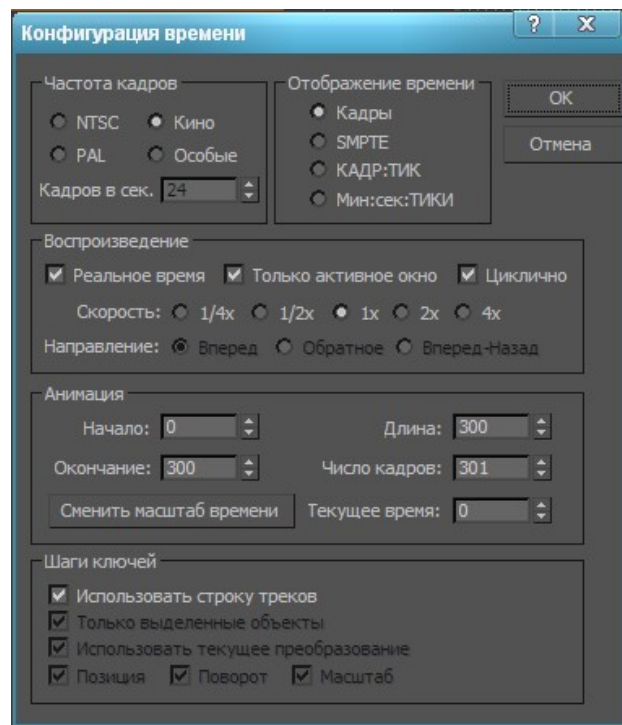 Конфигурация времени
?
X
Частота кадров
NTSC Кино
PAL Особые
Кадров в сек. 24
Отображение времени
Кадры
SMPTE
КАДР:ТИК
Мин:сек:ТИКИ
OK
Отмена
Воспроизведение
Реальное время Только активное окно Циклично
Скорость: 1/4x 1/2x 1x 2x 4x
Направление: Вперед Обратное Вперед-Назад
Анимация
Начало: 0 Длина: 300
Окончание: 300 Число кадров: 301
Сменить масштаб времени Текущее время: 0
Шаги ключей
Использовать строку треков
Только выделенные объекты
Использовать текущее преобразование
Позиция Поворот Масштаб